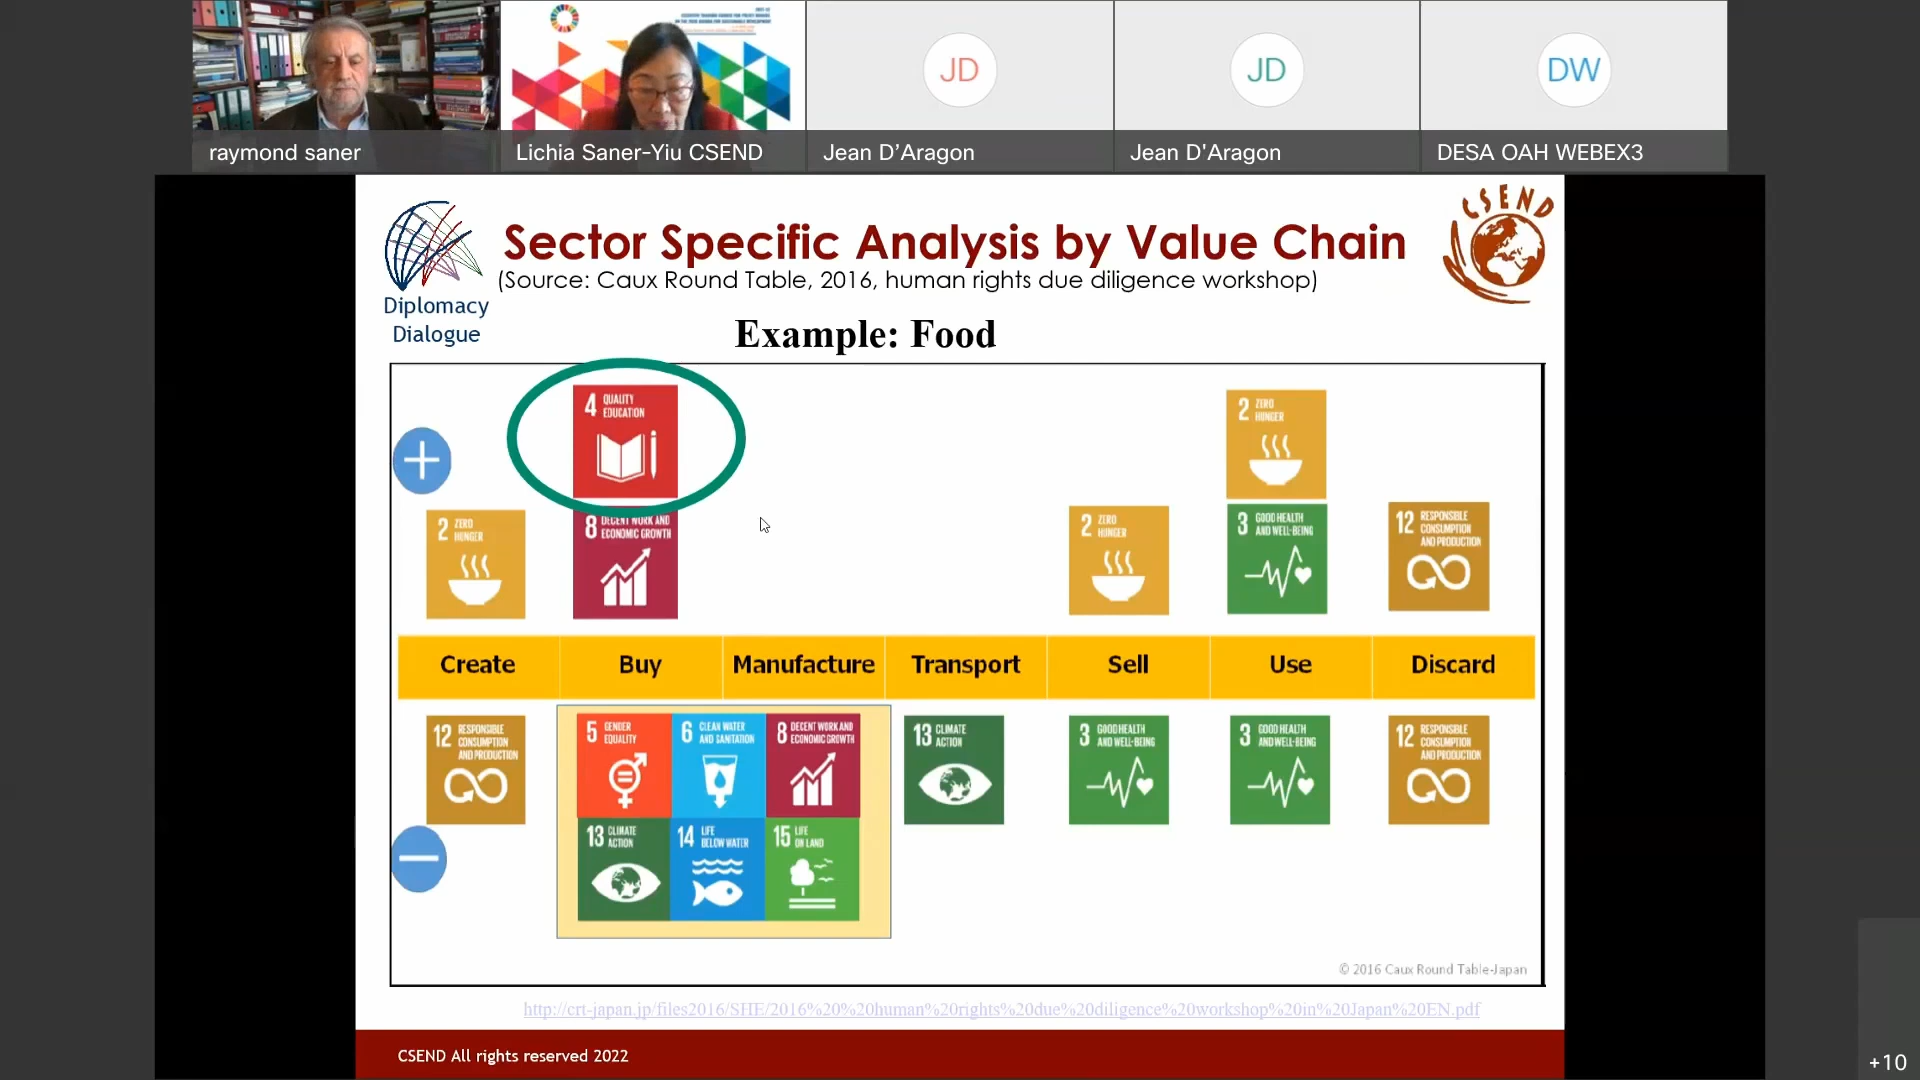 JD
JD
DW
raymond saner
Lichia Saner-Yiu CSEND
Jean D’Aragon
Jean D'Aragon
DESA OAH WEBEX3
Sector Specific Analysis by Value Chain
CSEND
(Source: Caux Round Table, 2016, human rights due diligence workshop)
Diplomacy
Dialogue
Example: Food
4 QUALITY
EDUCATION
2 ZERO
HUNGER
2 ZERO
HUNGER
8 DECENT WORK AND
ECONOMIC GROWTH
2 ZERO
HUNGER
3 GOOD HEALTH
AND WELL-BEING
12 RESPONSIBLE
CONSUMPTION
AND PRODUCTION
Create
Buy
Manufacture
Transport
Sell
Use
Discard
12 RESPONSIBLE
CONSUMPTION
AND PRODUCTION
5 GENDER
EQUALITY
6 CLEAN WATER
AND SANITATION
8 DECENT WORK AND
ECONOMIC GROWTH
13 CLIMATE
ACTION
3 GOOD HEALTH
AND WELL-BEING
3 GOOD HEALTH
AND WELL-BEING
12 RESPONSIBLE
CONSUMPTION
AND PRODUCTION
13 CLIMATE
ACTION
14 LIFE
BELOW WATER
15 LIFE
ON LAND
© 2016 Caux Round Table-Japan
http://crt-japan.jp/files2016/SHE/2016%20%20human%20rights%20due%20diligence%20workshop%20in%20Japan%20EN.pdf
CSEND All rights reserved 2022
+10